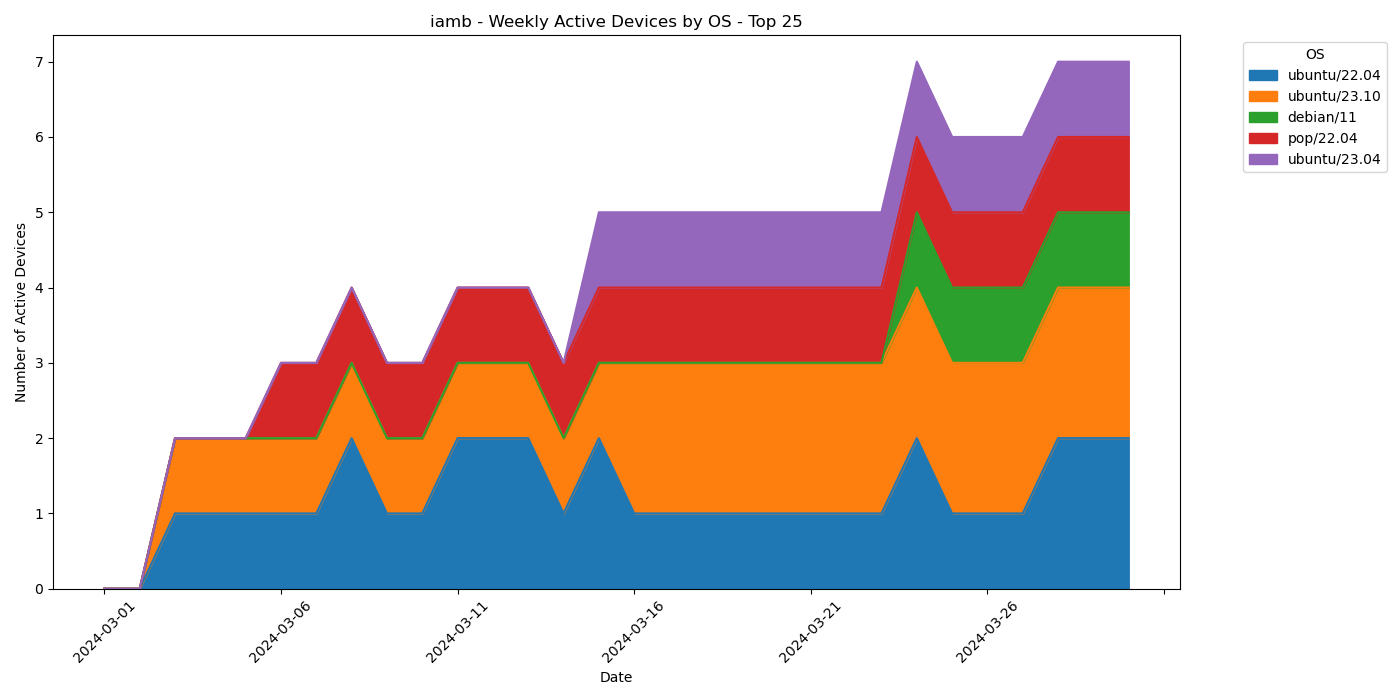 iamb - Weekly Active Devices by OS - Top 25
Number of Active Devices
7
6
5
4
3
2
1
0
2024-03-01
2024-03-06
2024-03-11
2024-03-16
2024-03-21
2024-03-26
Date
OS
ubuntu/22.04
ubuntu/23.10
debian/11
pop/22.04
ubuntu/23.04